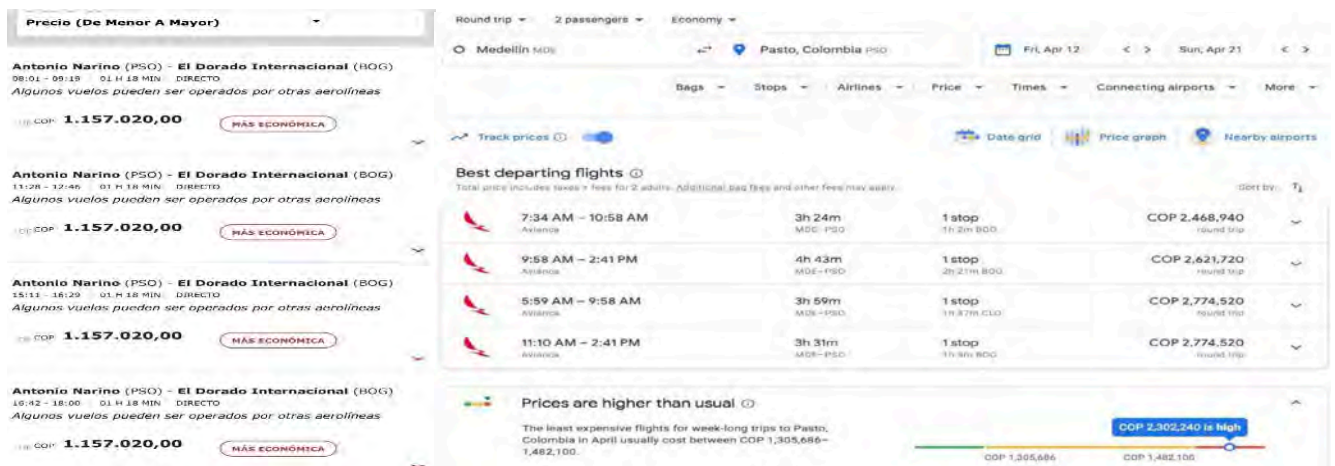 Precio (De Menor A Mayor)
Antonio Narino (PSO) - El Dorado Internacional (BOG)
08:01 - 09:19 01 H 18 MIN DIRECTO
Algunos vuelos pueden ser operados por otras aerolíneas
COP 1.157.020,00 MÁS ECONÓMICA
Antonio Narino (PSO) - El Dorado Internacional (BOG)
11:28 - 12:46 01 H 18 MIN DIRECTO
Algunos vuelos pueden ser operados por otras aerolíneas
COP 1.157.020,00 MÁS ECONÓMICA
Antonio Narino (PSO) - El Dorado Internacional (BOG)
15:11 - 16:29 01 H 18 MIN DIRECTO
Algunos vuelos pueden ser operados por otras aerolíneas
COP 1.157.020,00 MÁS ECONÓMICA
Antonio Narino (PSO) - El Dorado Internacional (BOG)
16:42 - 18:00 01 H 18 MIN DIRECTO
Algunos vuelos pueden ser operados por otras aerolíneas
COP 1.157.020,00 MÁS ECONÓMICA
Round trip 2 passengers Economy
Medellín MDE Pasto, Colombia PSO Fri, Apr 12 < > Sun, Apr 21 < >
Bags Stops Airlines Price Times Connecting airports More
Track prices Date grid Price graph Nearby airports
Best departing flights
Total price includes taxes + fees for 2 adults. Additional bag fees and other fees may apply. Sort by:
7:34 AM – 10:58 AM 3h 24m 1 stop COP 2,468,940
Avianca MDE–PSO 1h 2m BOG round trip
9:58 AM – 2:41 PM 4h 43m 1 stop COP 2,621,720
Avianca MDE–PSO 2h 21m BOG round trip
5:59 AM – 9:58 AM 3h 59m 1 stop COP 2,774,520
Avianca MDE–PSO 1h 37m CLO round trip
11:10 AM – 2:41 PM 3h 31m 1 stop COP 2,774,520
Avianca MDE–PSO BOG round trip
Prices are higher than usual
The least expensive flights for week-long trips to Pasto,
Colombia in April usually cost between COP 1,305,686–
1,482,100.
COP 2,302,240 is high
COP 1,305,686 COP 1,482,100